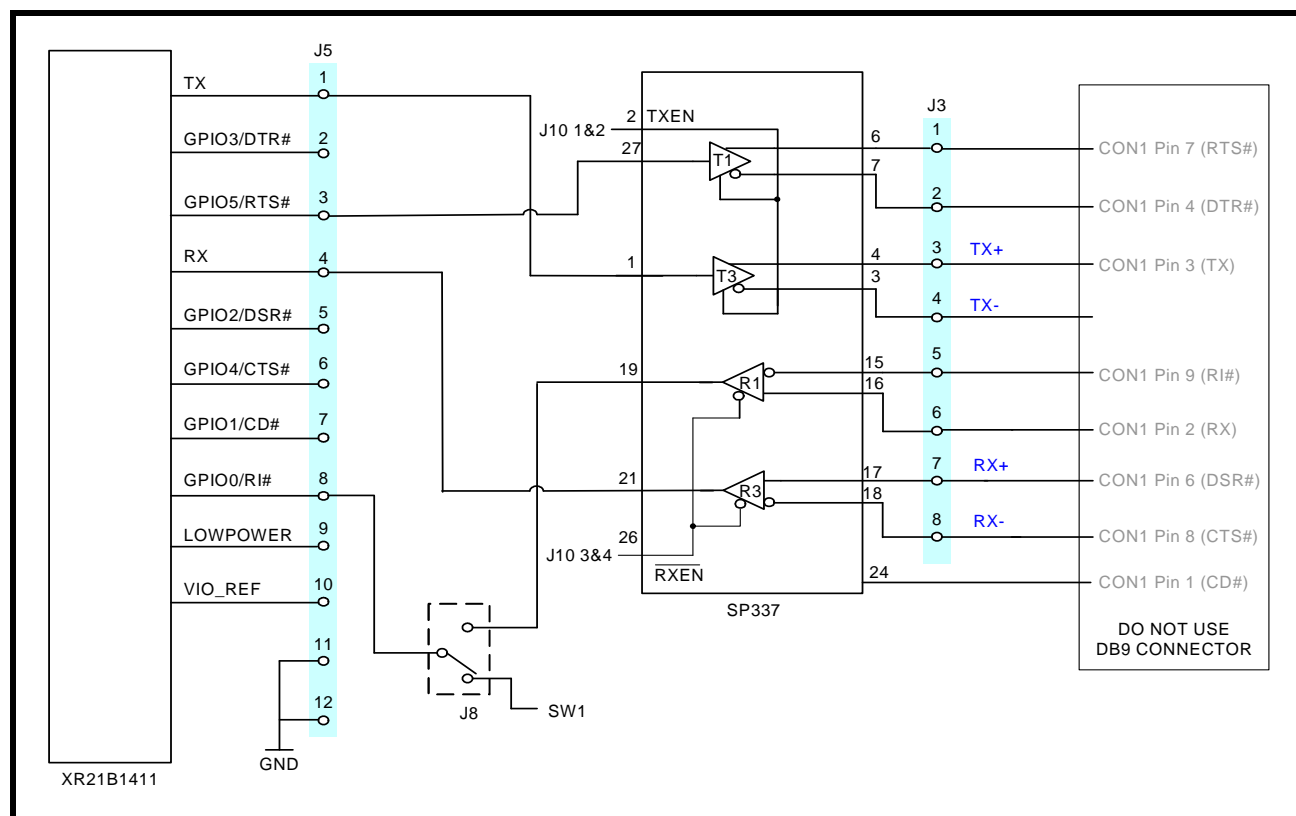 J5
TX
1
GPIO3/DTR#
2
GPIO5/RTS#
3
RX
4
GPIO2/DSR#
5
GPIO4/CTS#
6
GPIO1/CD#
7
GPIO0/RI#
8
LOWPOWER
9
VIO_REF
10
11
12
GND
XR21B1411
J8
SW1
J10 1&2
2
TXEN
27
T1
6
7
1
T3
4
3
19
R1
15
16
21
R3
17
18
26
J10 3&4
RXEN
24
SP337
J3
1
2
3
TX+
4
TX-
5
6
7
RX+
8
RX-
CON1 Pin 7 (RTS#)
CON1 Pin 4 (DTR#)
CON1 Pin 3 (TX)
CON1 Pin 9 (RI#)
CON1 Pin 2 (RX)
CON1 Pin 6 (DSR#)
CON1 Pin 8 (CTS#)
CON1 Pin 1 (CD#)
DO NOT USE
DB9 CONNECTOR